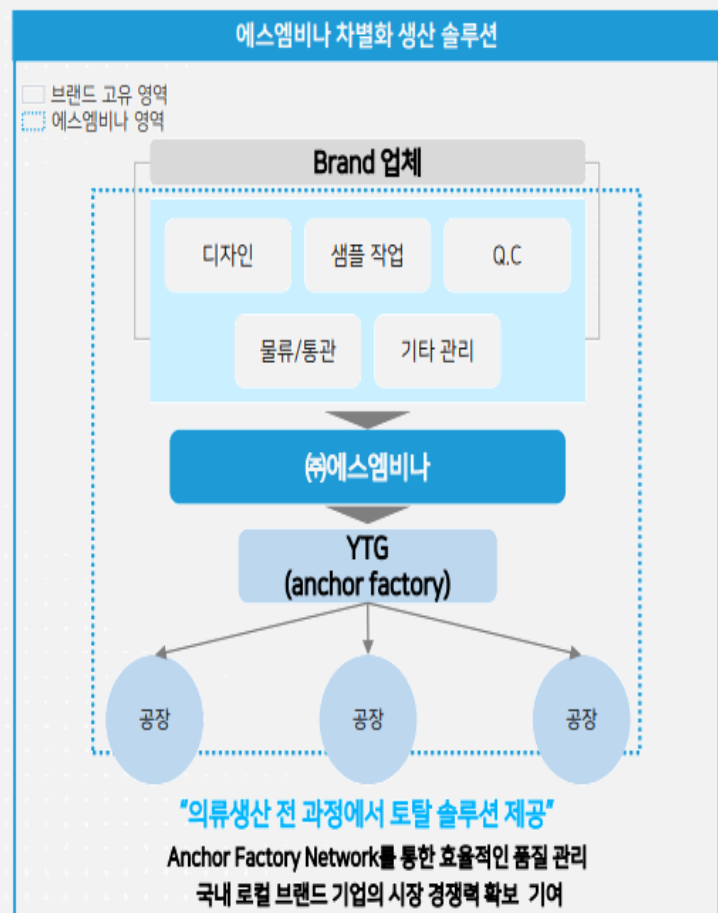 에스엠비나 차별화 생산 솔루션
브랜드 고유 영역
에스엠비나 영역
Brand 업체
디자인
샘플 작업
Q.C
물류/통관
기타 관리
㈜에스엠비나
YTG
(anchor factory)
공장
공장
공장
"의류생산 전 과정에서 토탈 솔루션 제공"
Anchor Factory Network를 통한 효율적인 품질 관리
국내 로컬 브랜드 기업의 시장 경쟁력 확보 기여